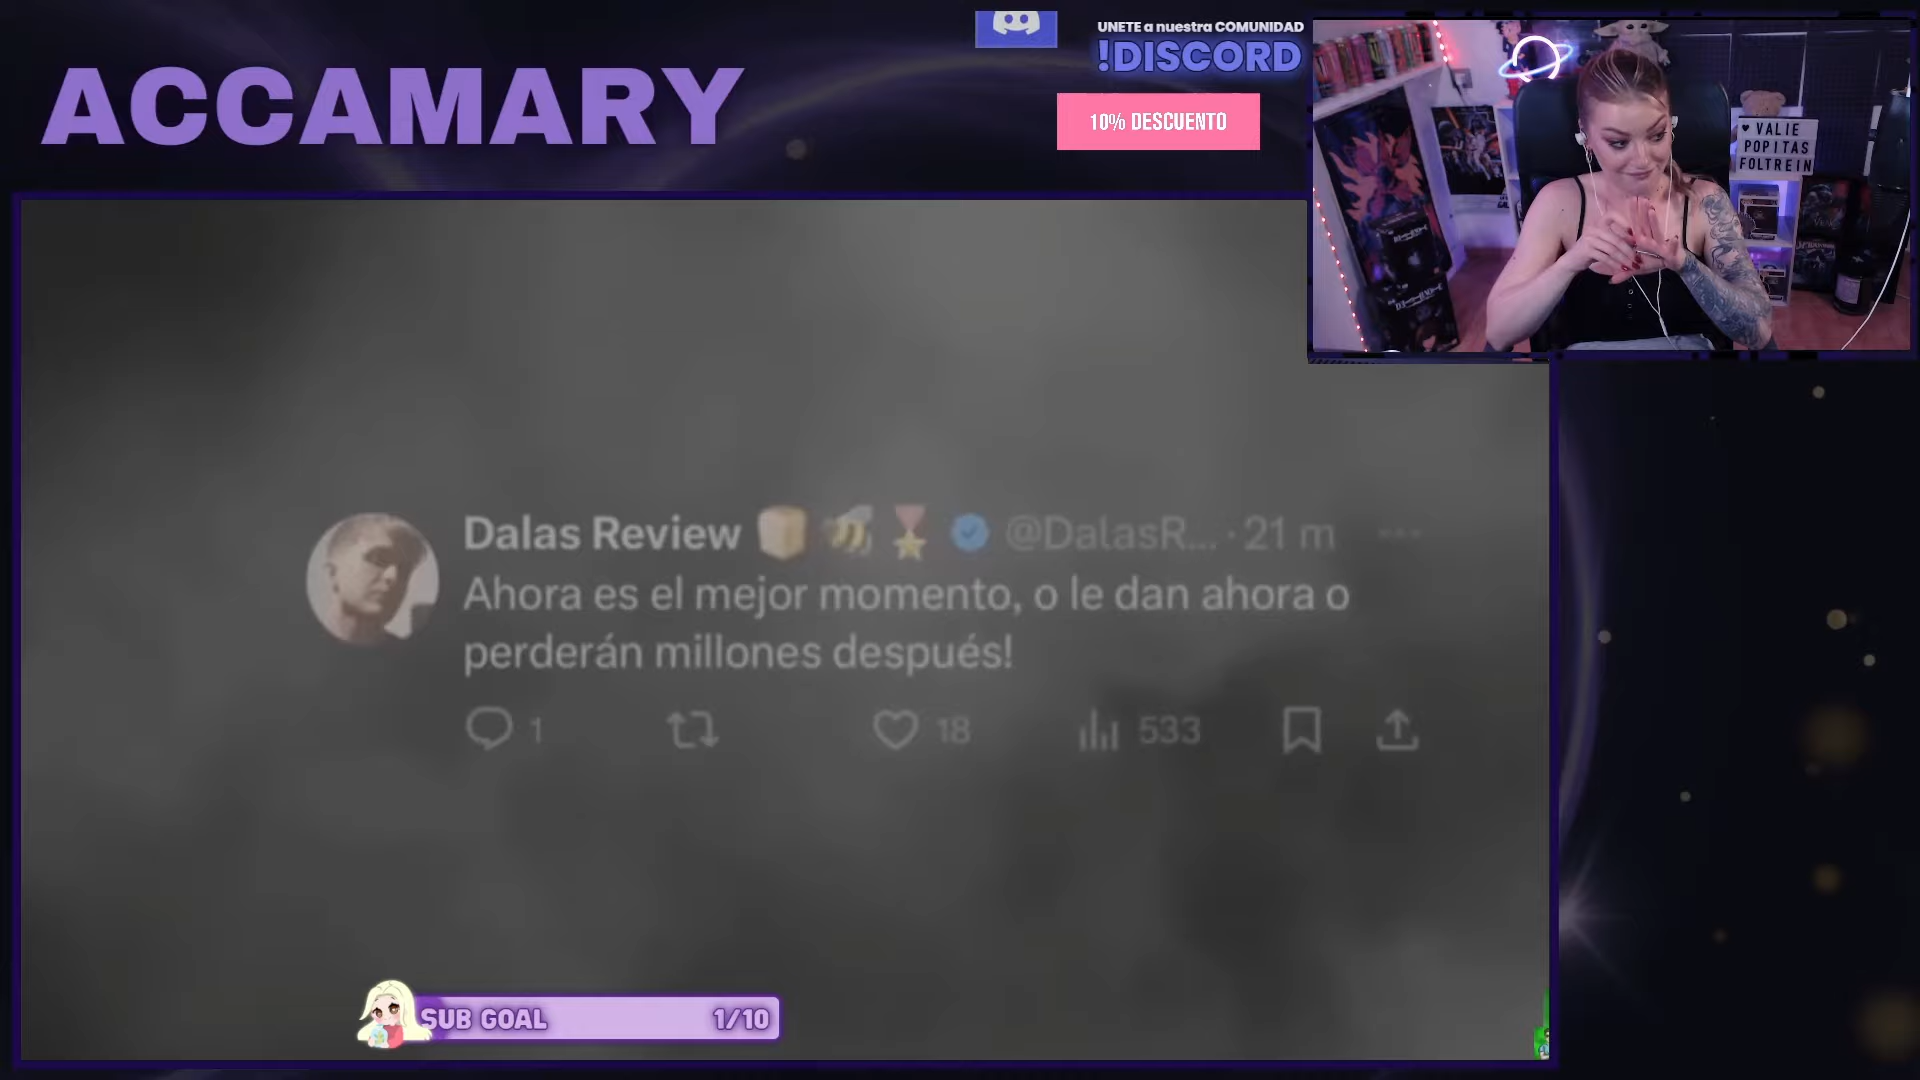 ACCAMARY
UNETE a nuestra COMUNIDAD
!DISCORD
10% DESCUENTO
♥ VALIE
POPITAS
FOLTREIN
Dalas Review @DalasR... · 21 m
Ahora es el mejor momento, o le dan ahora o
perderán millones después!
1 18 533
SUB GOAL 1/10